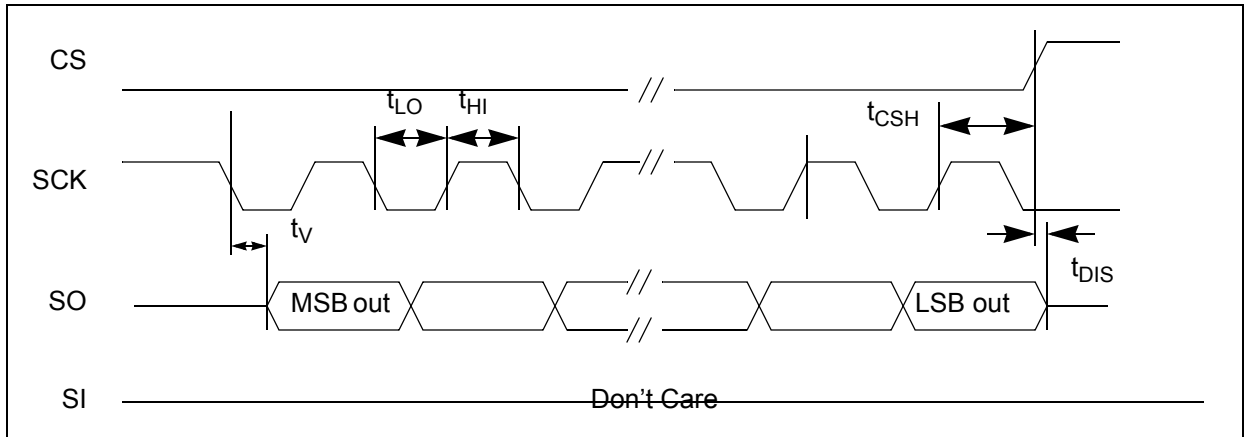 CS
tLO tHI
tCSH
SCK
tV
tDIS
SO MSB out LSB out
SI Don't Care